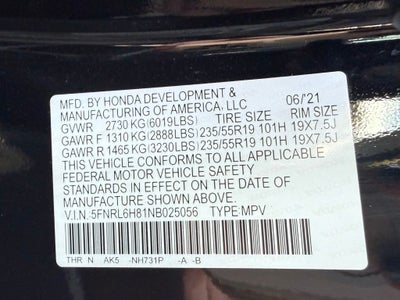 MFD. BY HONDA DEVELOPMENT &
MANUFACTURING OF AMERICA, LLC 06/'21
GVWR 2730 KG (6019LBS) TIRE SIZE RIM SIZE
GAWR F 1310 KG (2888LBS) 235/55R19 101H 19X7.5J
GAWR R 1465 KG (3230LBS) 235/55R19 101H 19X7.5J
THIS VEHICLE CONFORMS TO ALL APPLICABLE
FEDERAL MOTOR VEHICLE SAFETY
STANDARDS IN EFFECT ON THE DATE OF
MANUFACTURE SHOWN ABOVE.
V.I.N.:5FNRL6H81NB025056 TYPE:MPV
THR N AK5 -NH731P -A -B